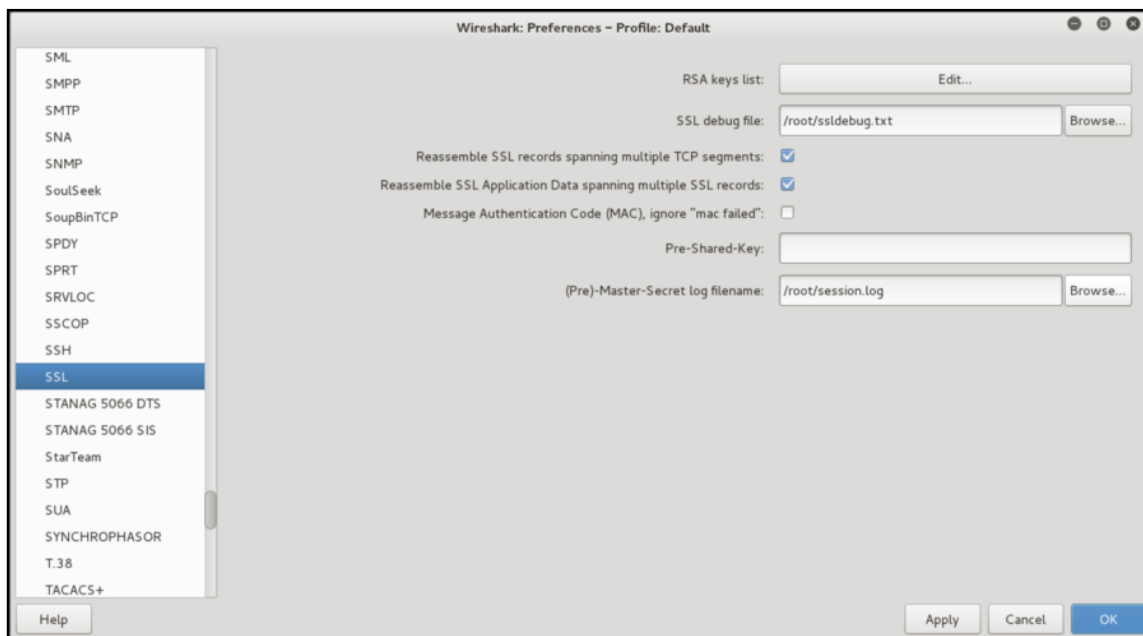 Wireshark: Preferences – Profile: Default
SML
SMPP
SMTP
SNA
SNMP
SoulSeek
SoupBinTCP
SPDY
SPRT
SRVLOC
SSCOP
SSH
SSL
STANAG 5066 DTS
STANAG 5066 SIS
StarTeam
STP
SUA
SYNCHROPHASOR
T.38
TACACS+
RSA keys list: Edit...
SSL debug file: /root/ssldebug.txt Browse...
Reassemble SSL records spanning multiple TCP segments:
Reassemble SSL Application Data spanning multiple SSL records:
Message Authentication Code (MAC), ignore "mac failed":
Pre-Shared-Key:
(Pre)-Master-Secret log filename: /root/session.log Browse...
Help Apply Cancel OK